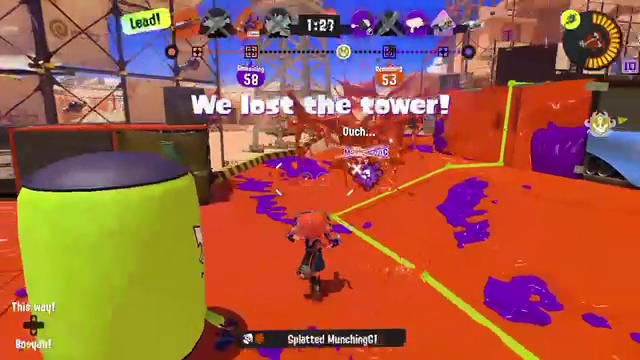 Lead!
1:27
Remaining
58
Remaining
53
We lost the tower!
Ouch...
This way!
Booyah!
Splatted MunchingG!